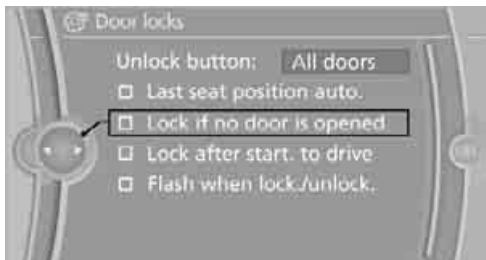 Door locks
Unlock button: All doors
Last seat position auto.
Lock if no door is opened
Lock after start. to drive
Flash when lock./unlock.